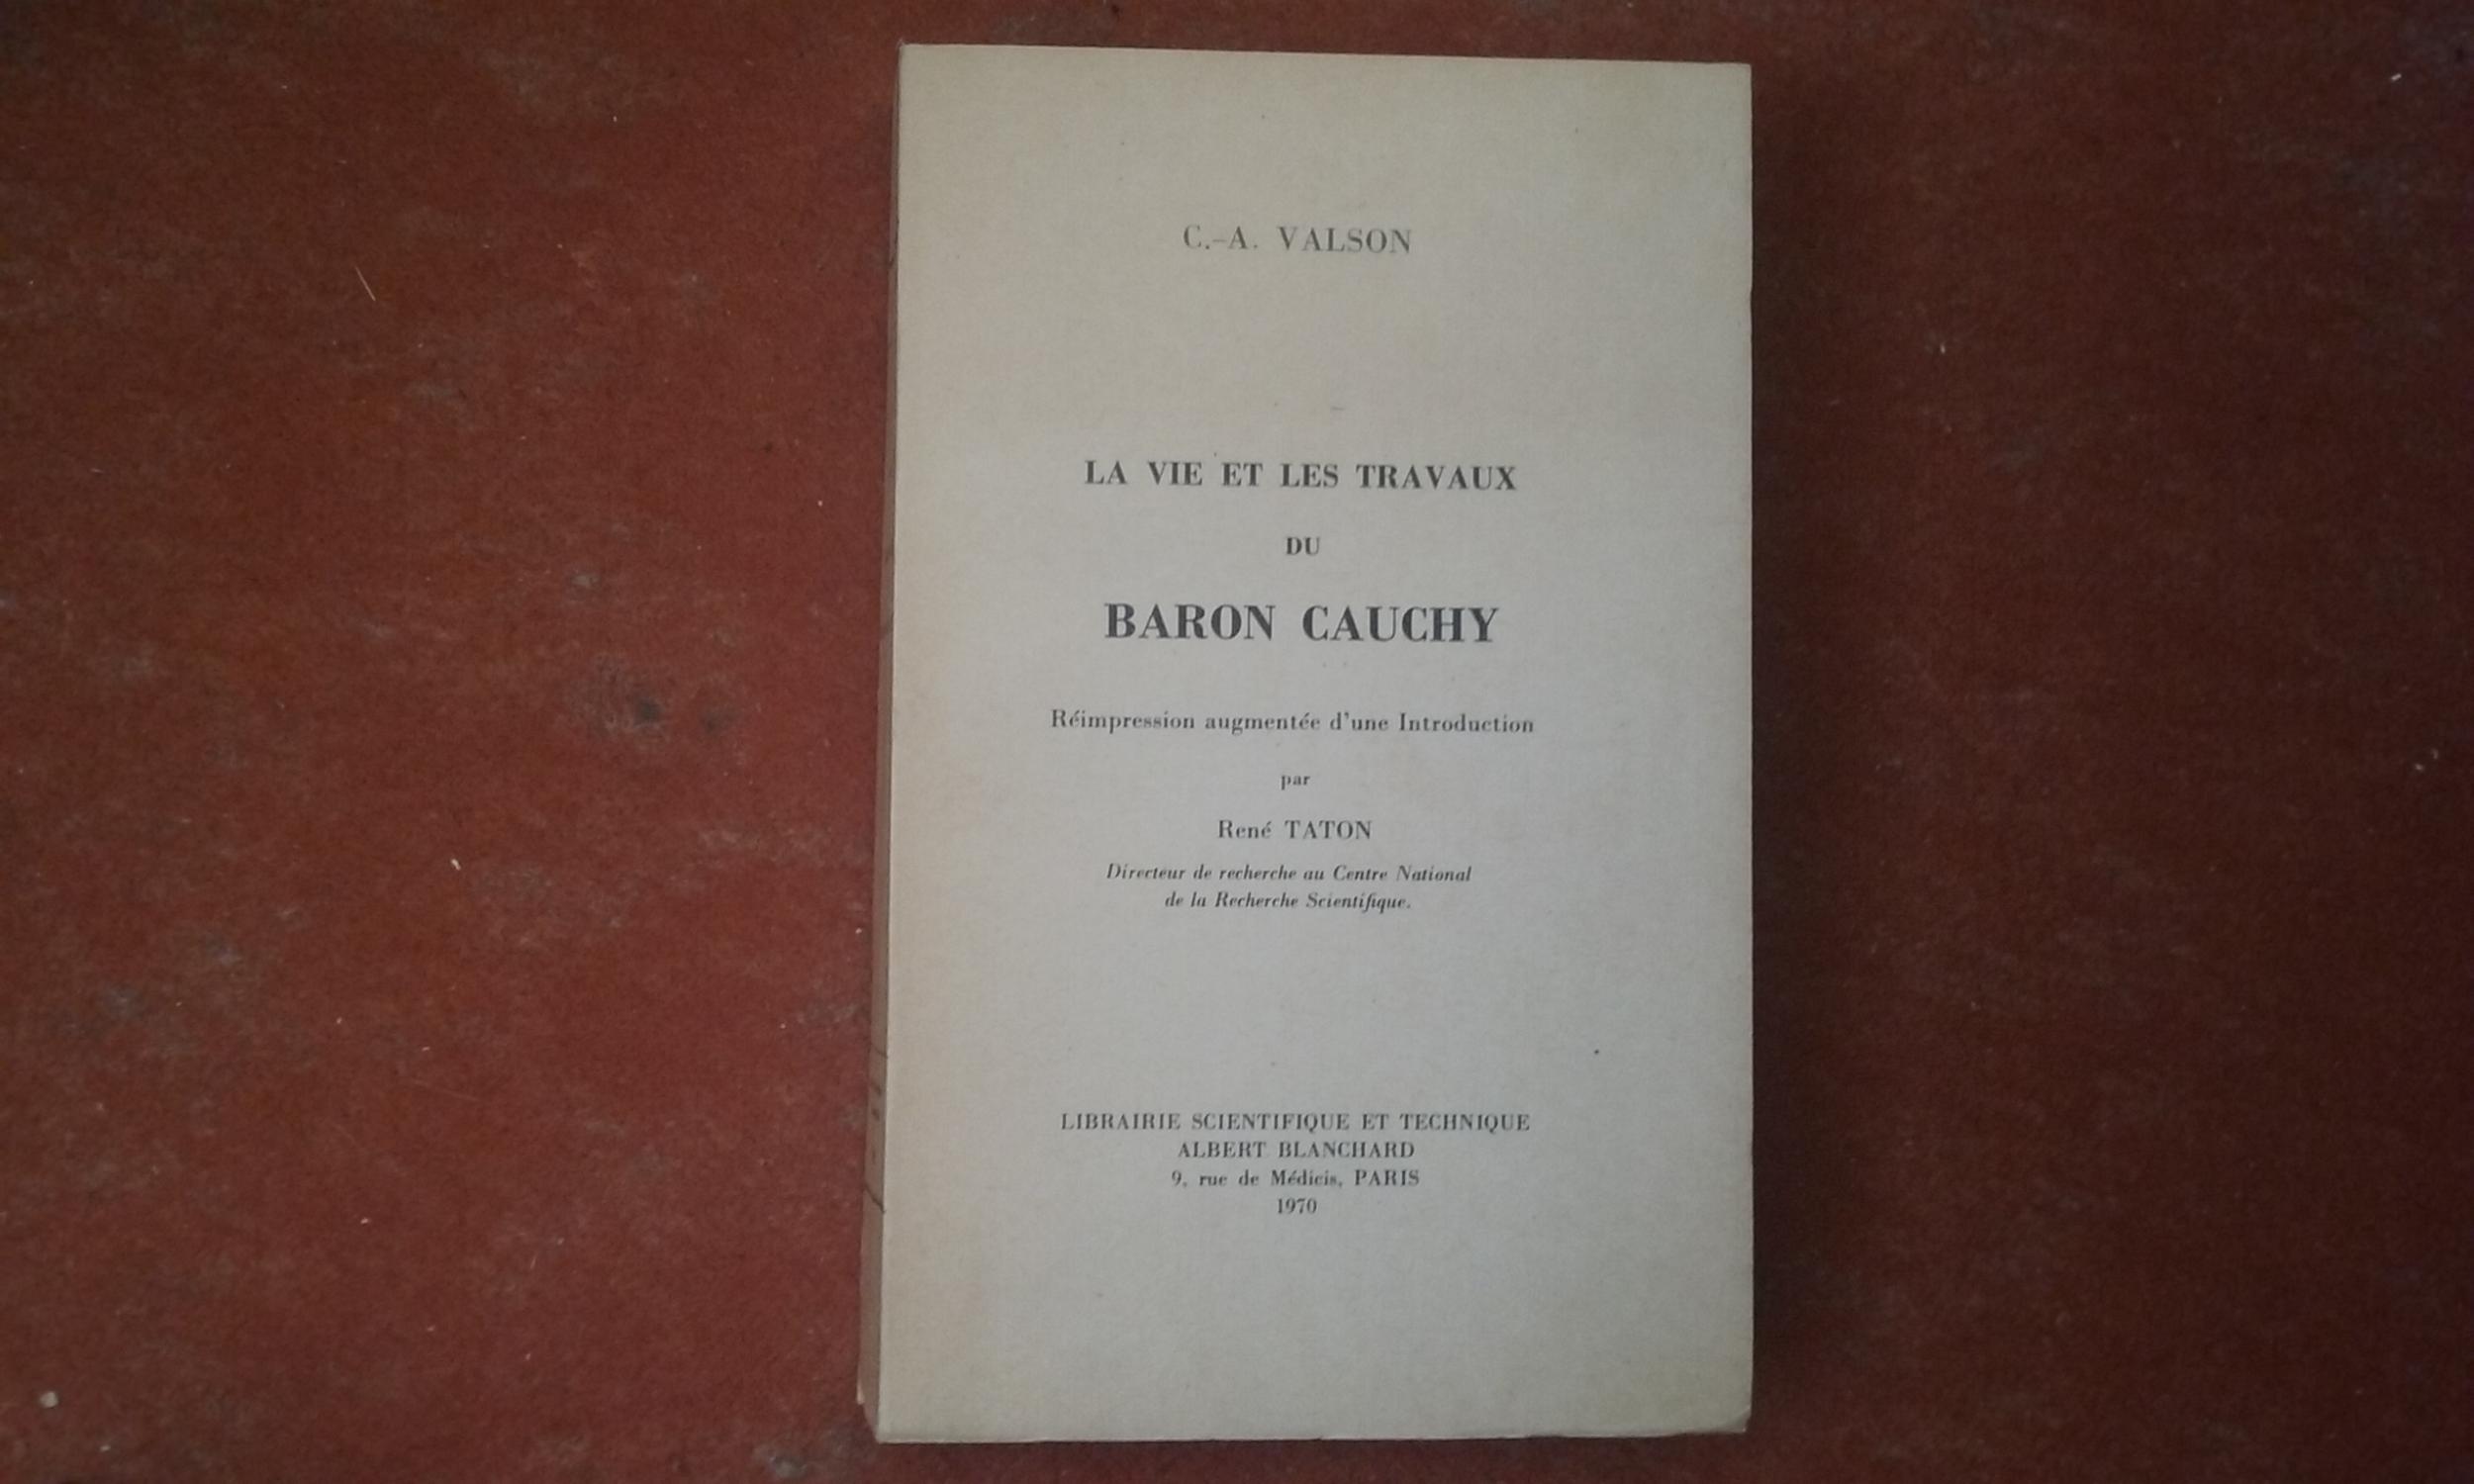 C.-A. VALSON
LA VIE ET LES TRAVAUX
DU
BARON CAUCHY
Réimpression augmentée d'une Introduction
par
René TATON
Directeur de recherche au Centre National
de la Recherche Scientifique.
LIBRAIRIE SCIENTIFIQUE ET TECHNIQUE
ALBERT BLANCHARD
9, rue de Médicis, PARIS
1970